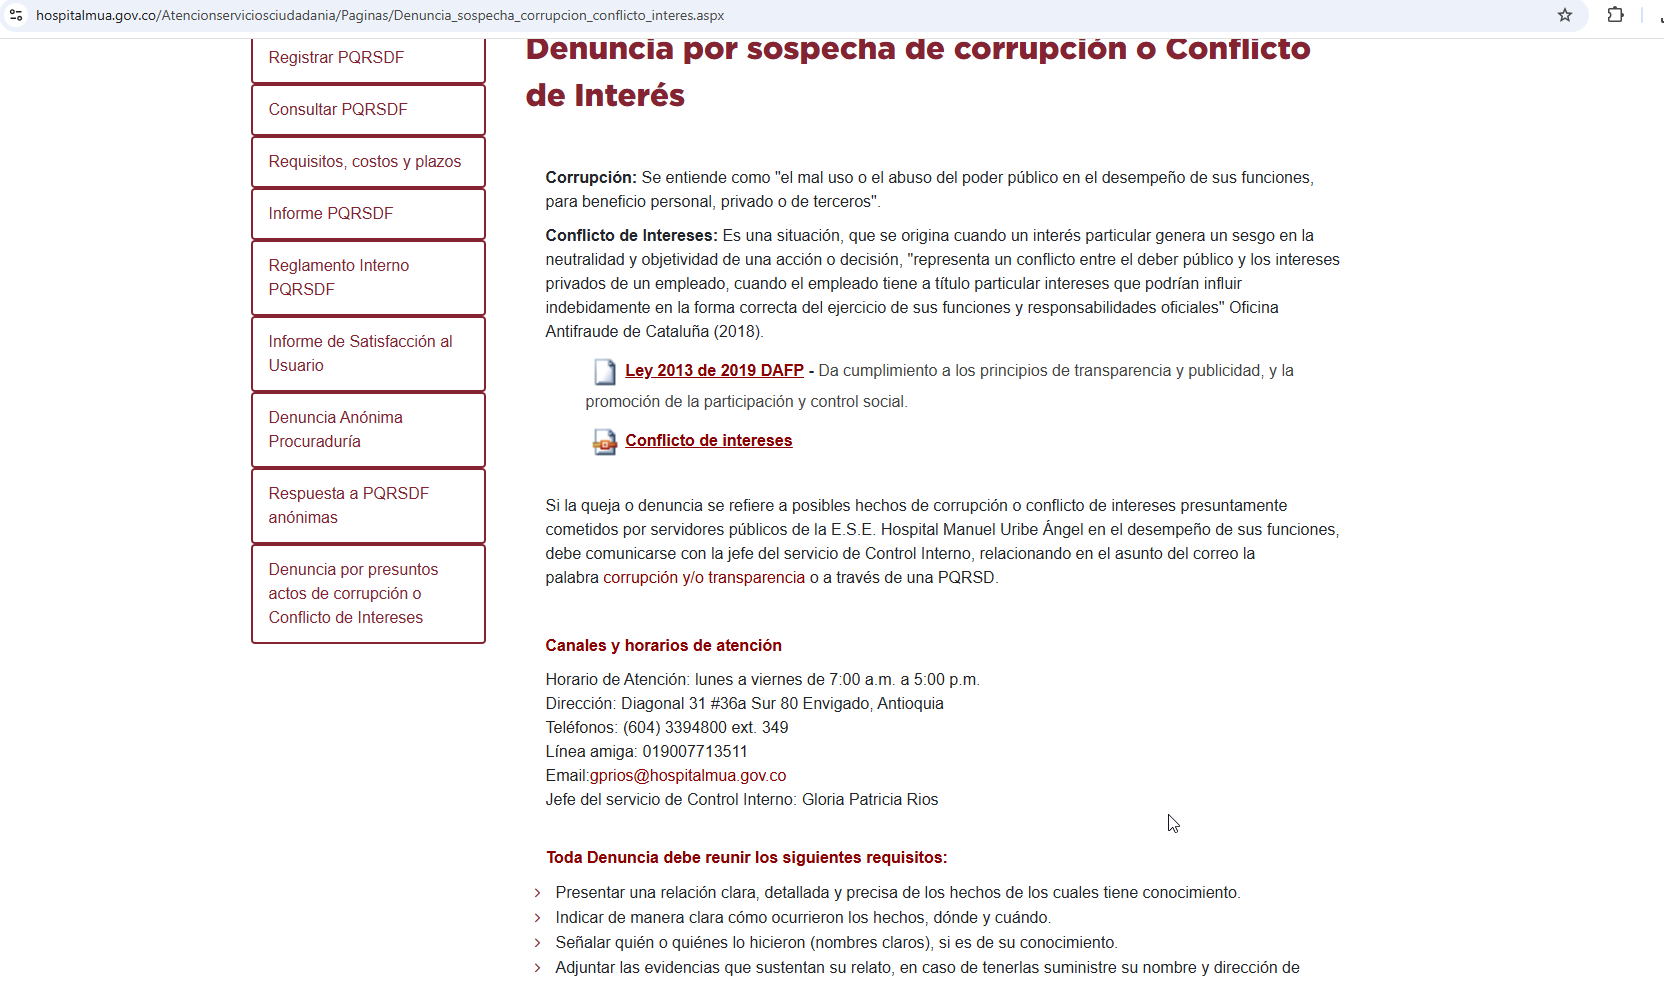 hospitalmua.gov.co/Atencionserviciosciudadania/Paginas/Denuncia_sospecha_corrupcion_conflicto_interes.aspx
Registrar PQRSDF
Consultar PQRSDF
Requisitos, costos y plazos
Informe PQRSDF
Reglamento Interno
PQRSDF
Informe de Satisfacción al
Usuario
Denuncia Anónima
Procuraduría
Respuesta a PQRSDF
anónimas
Denuncia por presuntos
actos de corrupción o
Conflicto de Intereses
Denuncia por sospecha de corrupción o Conflicto
de Interés
Corrupción: Se entiende como "el mal uso o el abuso del poder público en el desempeño de sus funciones,
para beneficio personal, privado o de terceros".
Conflicto de Intereses: Es una situación, que se origina cuando un interés particular genera un sesgo en la
neutralidad y objetividad de una acción o decisión, "representa un conflicto entre el deber público y los intereses
privados de un empleado, cuando el empleado tiene a título particular intereses que podrían influir
indebidamente en la forma correcta del ejercicio de sus funciones y responsabilidades oficiales" Oficina
Antifraude de Cataluña (2018).
Ley 2013 de 2019 DAFP - Da cumplimiento a los principios de transparencia y publicidad, y la
promoción de la participación y control social.
Conflicto de intereses
Si la queja o denuncia se refiere a posibles hechos de corrupción o conflicto de intereses presuntamente
cometidos por servidores públicos de la E.S.E. Hospital Manuel Uribe Ángel en el desempeño de sus funciones,
debe comunicarse con la jefe del servicio de Control Interno, relacionando en el asunto del correo la
palabra corrupción y/o transparencia o a través de una PQRSD.
Canales y horarios de atención
Horario de Atención: lunes a viernes de 7:00 a.m. a 5:00 p.m.
Dirección: Diagonal 31 #36a Sur 80 Envigado, Antioquia
Teléfonos: (604) 3394800 ext. 349
Línea amiga: 019007713511
Email:gprios@hospitalmua.gov.co
Jefe del servicio de Control Interno: Gloria Patricia Rios
Toda Denuncia debe reunir los siguientes requisitos:
Presentar una relación clara, detallada y precisa de los hechos de los cuales tiene conocimiento.
Indicar de manera clara cómo ocurrieron los hechos, dónde y cuándo.
Señalar quién o quiénes lo hicieron (nombres claros), si es de su conocimiento.
Adjuntar las evidencias que sustentan su relato, en caso de tenerlas suministre su nombre y dirección de